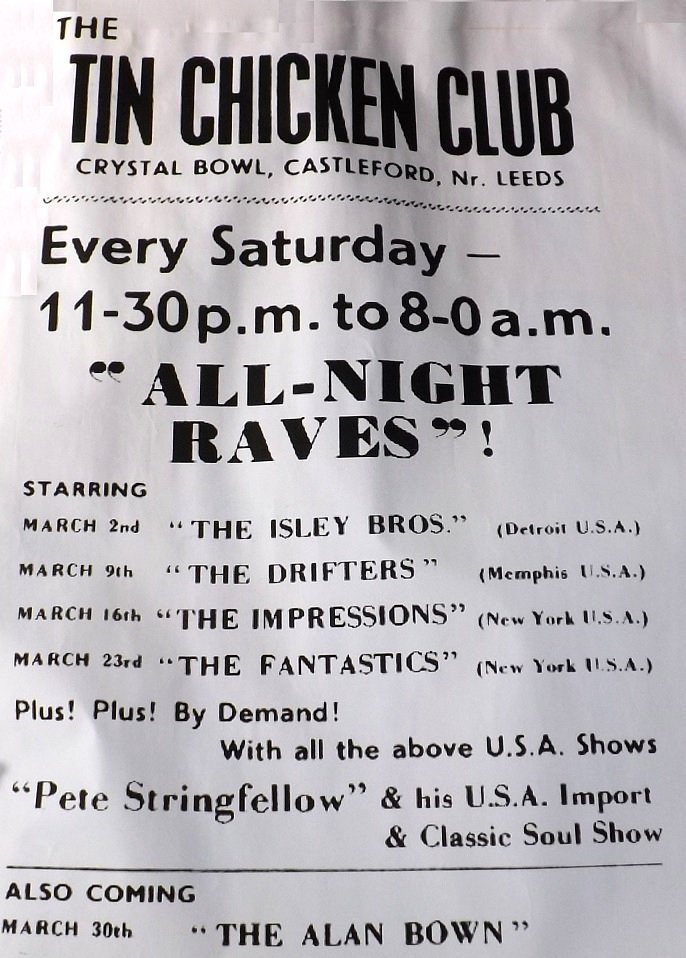 THE
TIN CHICKEN CLUB
CRYSTAL BOWL, CASTLEFORD, Nr. LEEDS
Every Saturday —
11-30p.m. to 8-0 a.m.
" ALL-NIGHT
RAVES" !
STARRING
MARCH 2nd "THE ISLEY BROS." (Detroit U.S.A.)
MARCH 9th "THE DRIFTERS" (Memphis U.S.A.)
MARCH 16th "THE IMPRESSIONS" (New York U.S.A.)
MARCH 23rd "THE FANTASTICS" (New York U.S.A.)
Plus! Plus! By Demand!
With all the above U.S.A. Shows
"Pete Stringfellow" & his U.S.A. Import
& Classic Soul Show
ALSO COMING
MARCH 30th "THE ALAN BOWN"